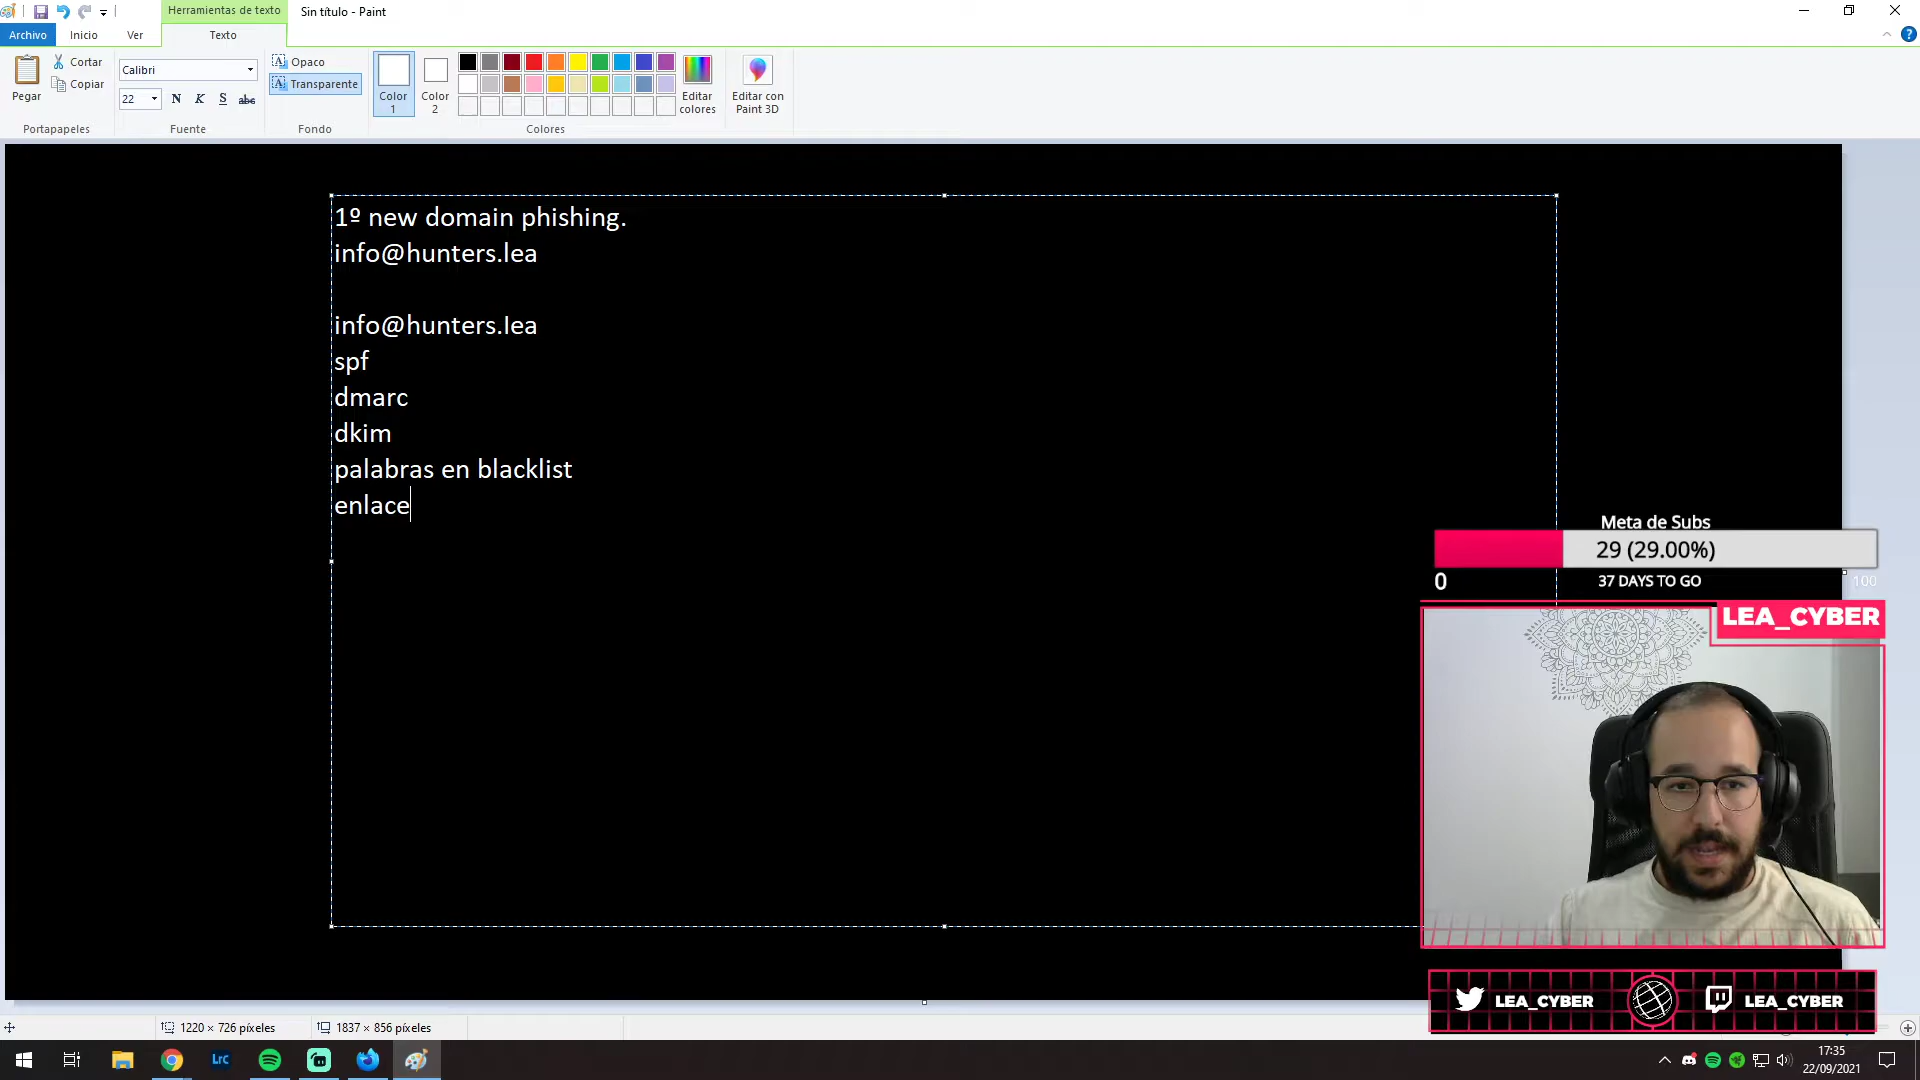 Herramientas de texto
Sin título - Paint
Archivo
Inicio
Ver
Texto
Pegar
Cortar
Copiar
Portapapeles
Calibri
22
N
K
S
abc
Fuente
Opaco
Transparente
Fondo
Color
1
Color
2
Editar
colores
Colores
Editar con
Paint 3D
1º new domain phishing.
info@hunters.lea

info@hunters.Iea
spf
dmarc
dkim
palabras en blacklist
enlace
Meta de Subs
29 (29.00%)
0
37 DAYS TO GO
100
LEA_CYBER
LEA_CYBER
LEA_CYBER
1220 × 726 píxeles
1837 × 856 píxeles
Lrc
17:35
22/09/2021